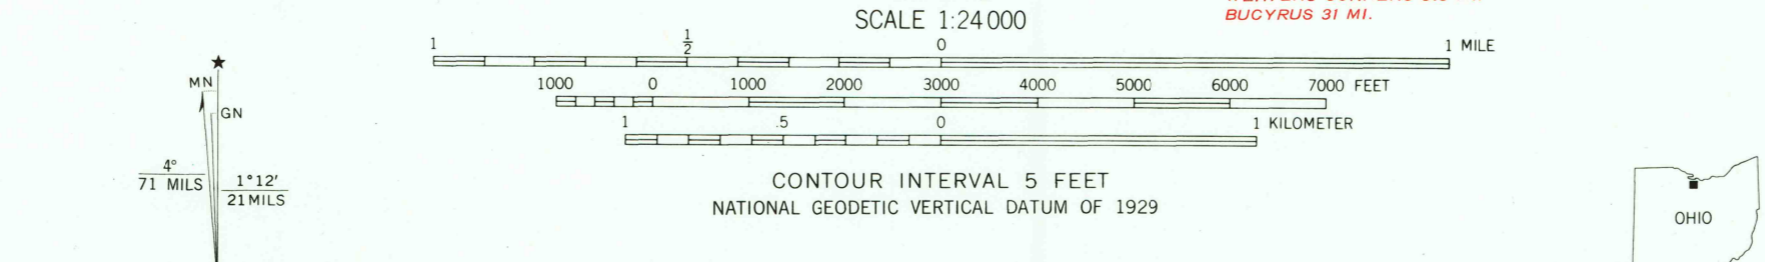 BUCYRUS 31 MI.
SCALE 1:24 000
1 ½ 0 1 MILE
1000 0 1000 2000 3000 4000 5000 6000 7000 FEET
1 .5 0 1 KILOMETER
CONTOUR INTERVAL 5 FEET
NATIONAL GEODETIC VERTICAL DATUM OF 1929
★
MN
GN
4°
71 MILS
1°12′
21 MILS
OHIO